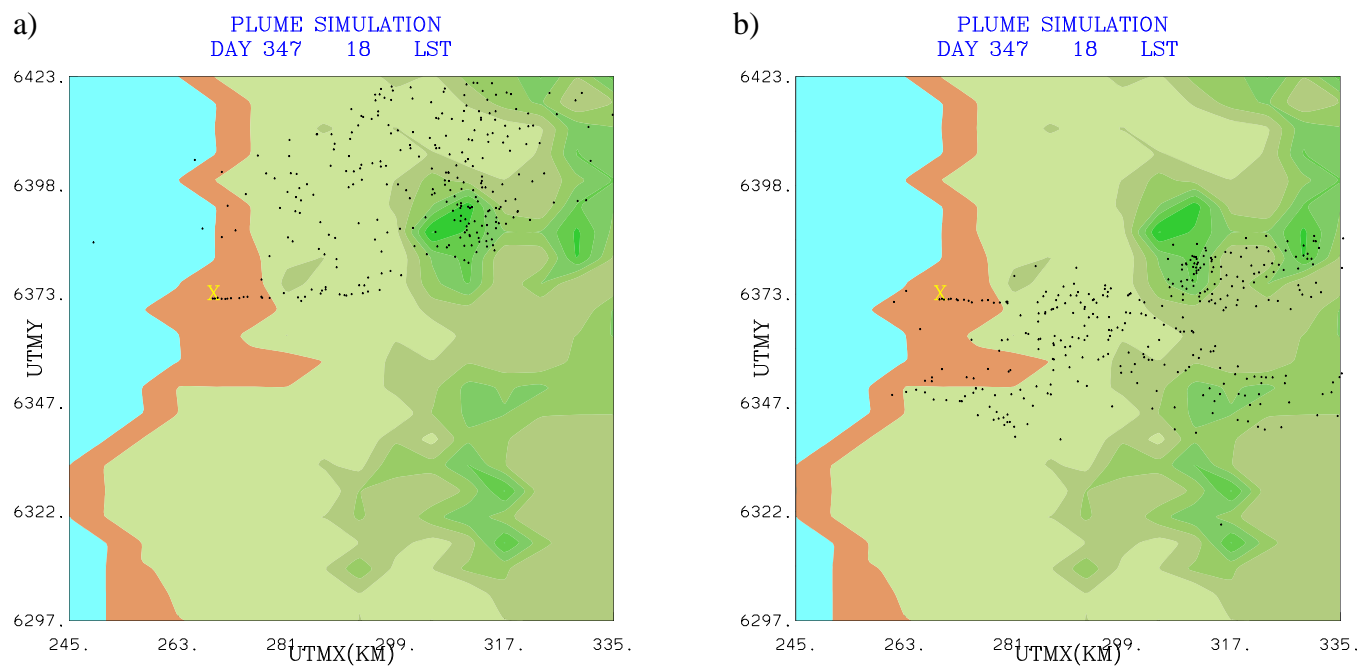 a)
PLUME SIMULATION
DAY 347 18 LST
6423.
6398.
6373.
6347.
6322.
6297.
UTMY
X
245. 263. 281. 299. 317. 335.
UTMX(KM)
b)
PLUME SIMULATION
DAY 347 18 LST
6423.
6398.
6373.
6347.
6322.
6297.
UTMY
X
245. 263. 281. 299. 317. 335.
UTMX(KM)